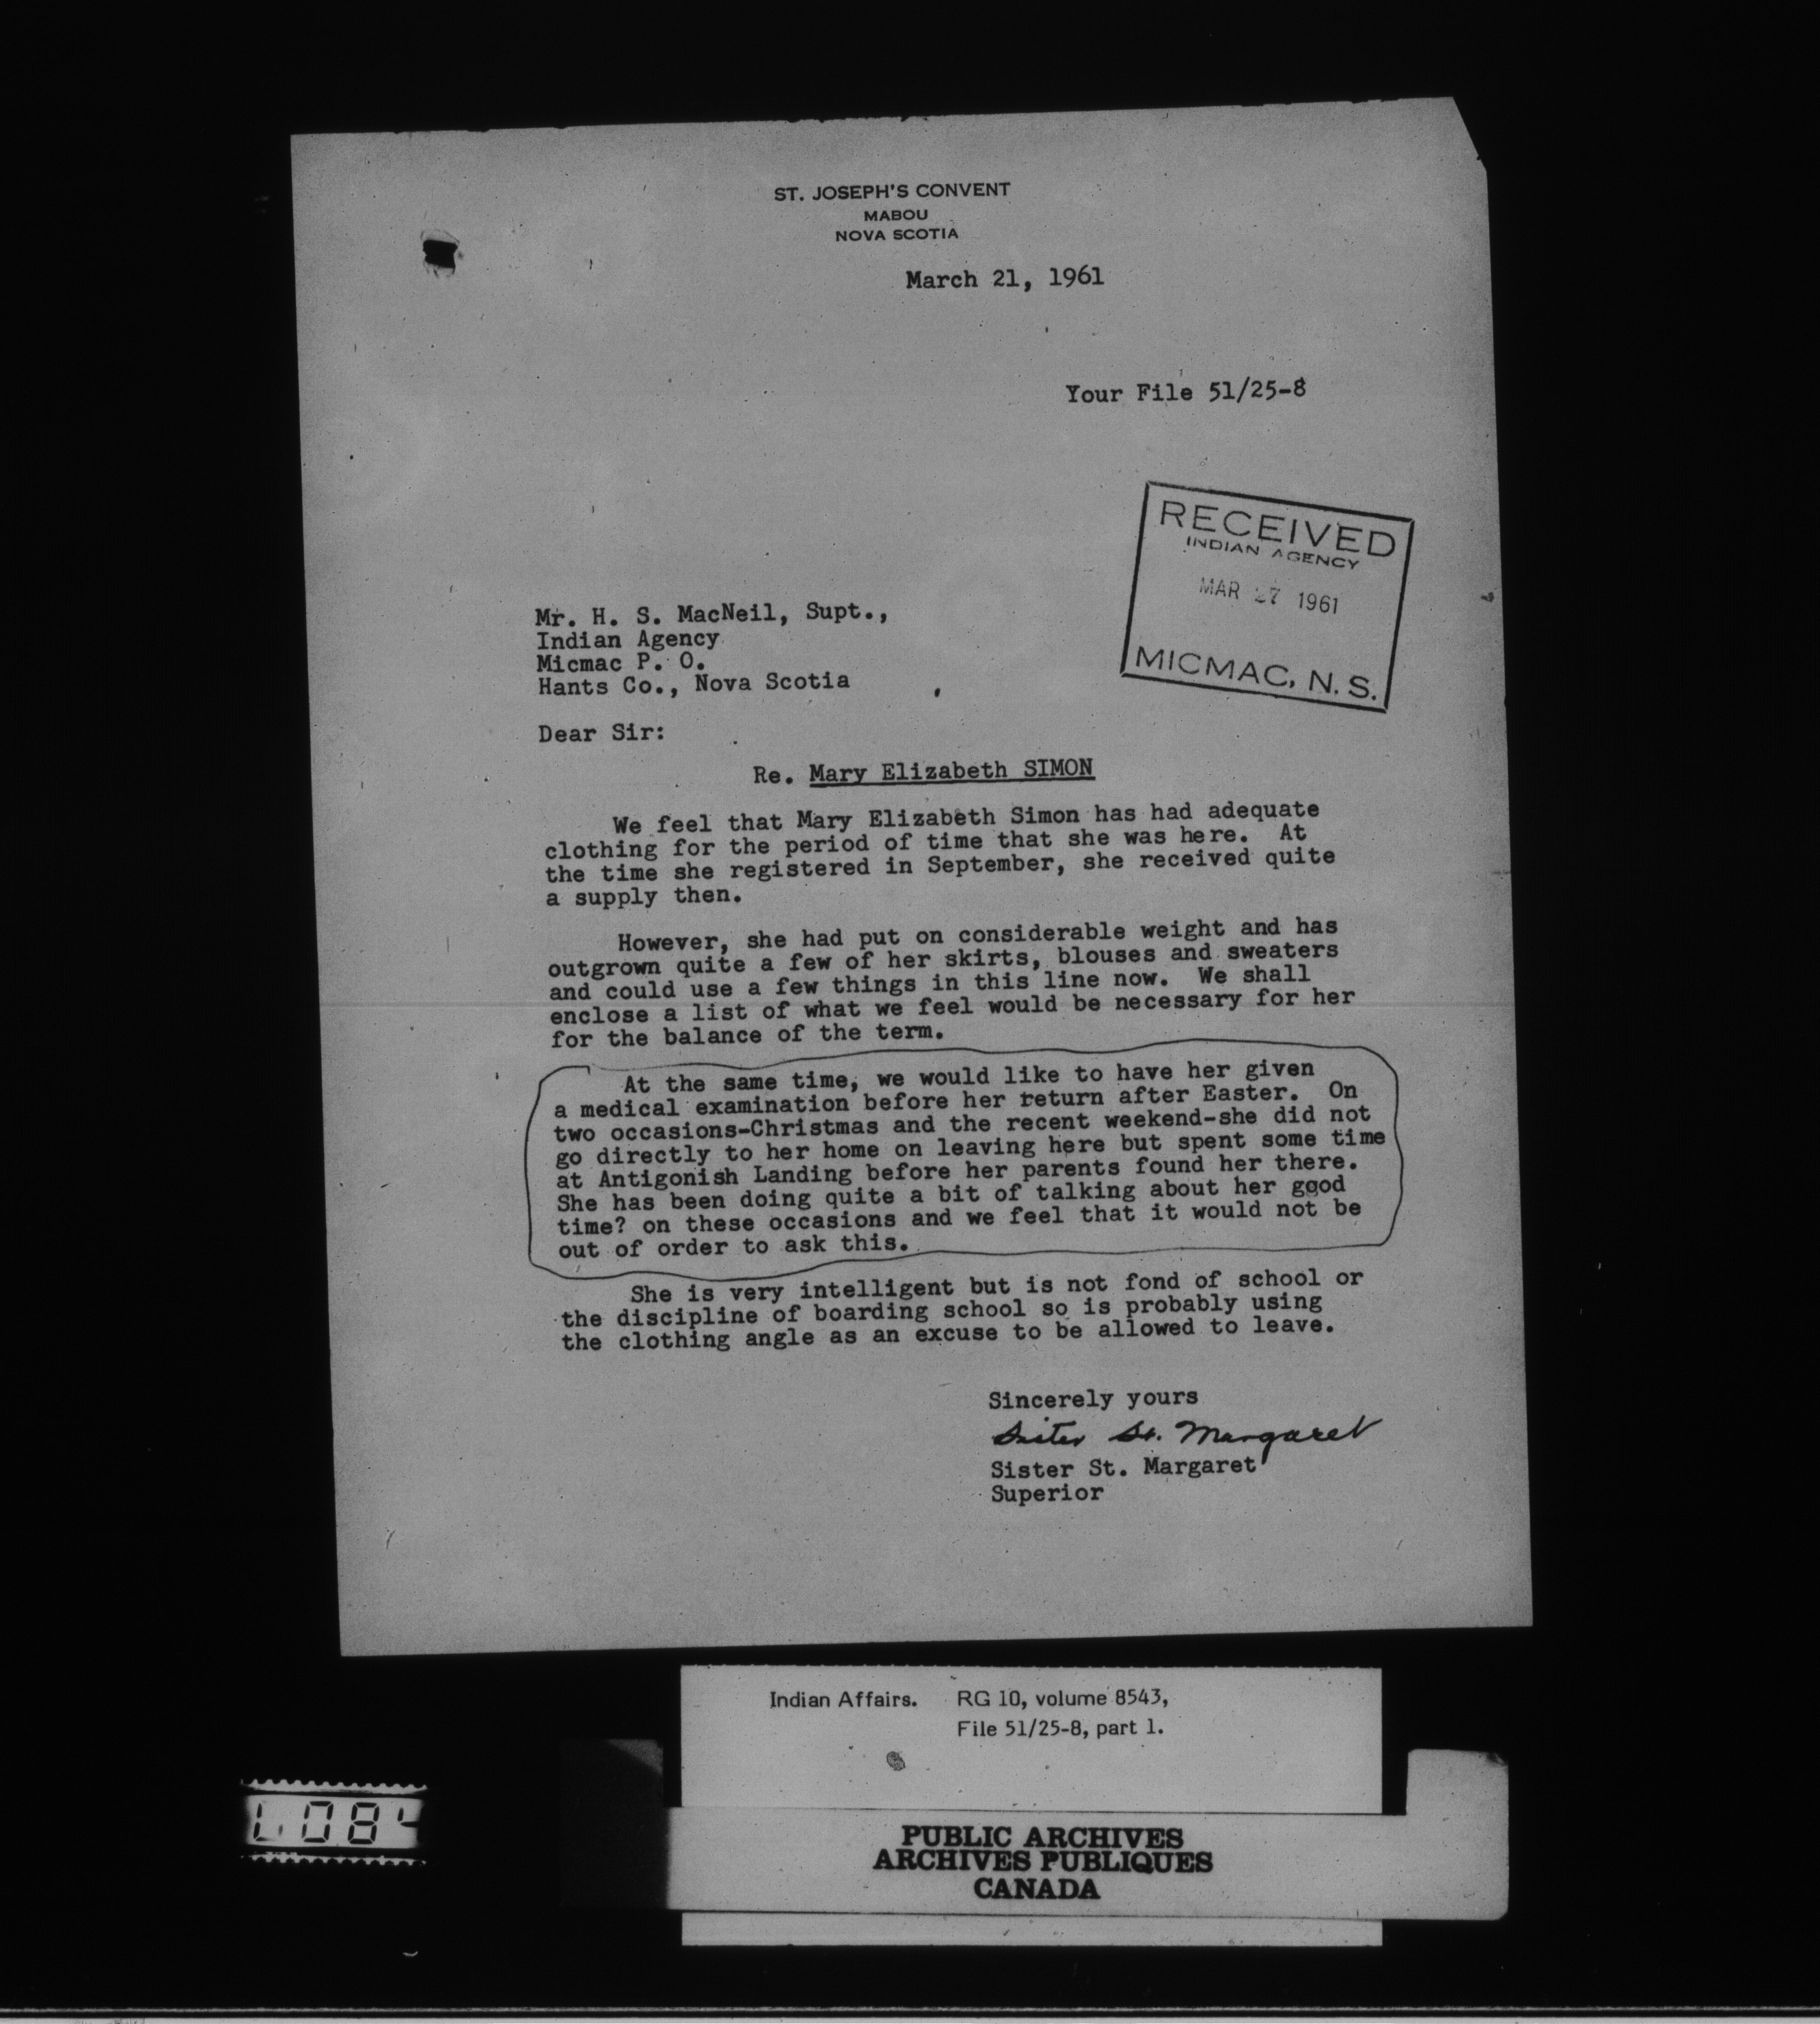 ST. JOSEPH'S CONVENT
MABOU
NOVA SCOTIA
March 21, 1961
Your File 51/25-8
RECEIVED
INDIAN AGENCY
MAR 27 1961
MICMAC, N. S.
Mr. H. S. MacNeil, Supt.,
Indian Agency
Micmac P. O.
Hants Co., Nova Scotia
Dear Sir:
Re. Mary Elizabeth SIMON
We feel that Mary Elizabeth Simon has had adequate
clothing for the period of time that she was here. At
the time she registered in September, she received quite
a supply then.
However, she had put on considerable weight and has
outgrown quite a few of her skirts, blouses and sweaters
and could use a few things in this line now. We shall
enclose a list of what we feel would be necessary for her
for the balance of the term.
At the same time, we would like to have her given
a medical examination before her return after Easter. On
two occasions-Christmas and the recent weekend-she did not
go directly to her home on leaving here but spent some time
at Antigonish Landing before her parents found her there.
She has been doing quite a bit of talking about her good
time? on these occasions and we feel that it would not be
out of order to ask this.
She is very intelligent but is not fond of school or
the discipline of boarding school so is probably using
the clothing angle as an excuse to be allowed to leave.
Sincerely yours
Sister St. Margaret
Sister St. Margaret
Superior
Indian Affairs. RG 10, volume 8543,
File 51/25-8, part 1.
PUBLIC ARCHIVES
ARCHIVES PUBLIQUES
CANADA